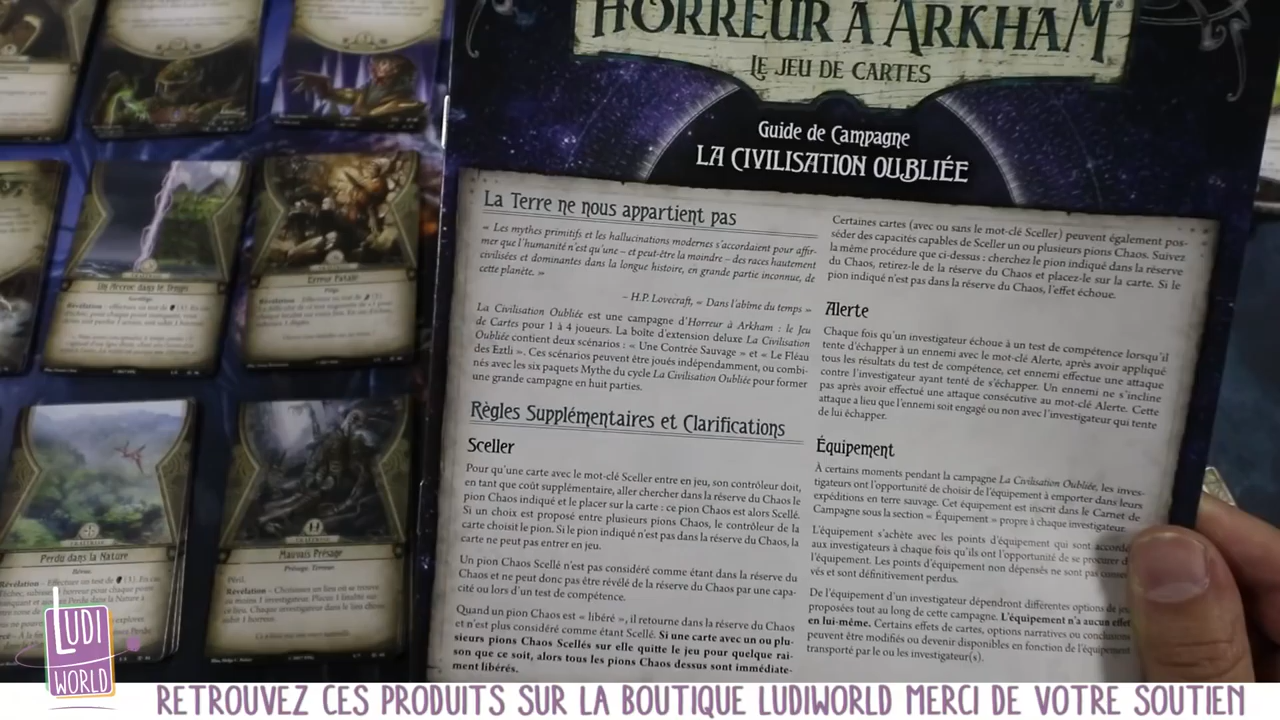 HORREUR À ARKHAM
LE JEU DE CARTES
Guide de Campagne
LA CIVILISATION OUBLIÉE
La Terre ne nous appartient pas
« Les mythes primitifs et les hallucinations modernes s'accordaient pour affir-
mer que l'humanité n'est qu'une – et peut-être la moindre – des races hautement
civilisées et dominantes dans la longue histoire, en grande partie inconnue, de
cette planète. »
– H.P. Lovecraft, « Dans l'abîme du temps »
La Civilisation Oubliée est une campagne d'Horreur à Arkham : le Jeu
de Cartes pour 1 à 4 joueurs. La boîte d'extension deluxe La Civilisation
Oubliée contient deux scénarios : « Une Contrée Sauvage » et « Le Fléau
des Eztli ». Ces scénarios peuvent être joués indépendamment, ou combi-
nés avec les six paquets Mythe du cycle La Civilisation Oubliée pour former
une grande campagne en huit parties.
Règles Supplémentaires et Clarifications
Sceller
Pour qu'une carte avec le mot-clé Sceller entre en jeu, son contrôleur doit,
en tant que coût supplémentaire, aller chercher dans la réserve du Chaos le
pion Chaos indiqué et le placer sur la carte : ce pion Chaos est alors Scellé.
Si un choix est proposé entre plusieurs pions Chaos, le contrôleur de la
carte choisit le pion. Si le pion indiqué n'est pas dans la réserve du Chaos, la
carte ne peut pas entrer en jeu.
Un pion Chaos Scellé n'est pas considéré comme étant dans la réserve du
Chaos et ne peut donc pas être révélé de la réserve du Chaos par une capa-
cité ou lors d'un test de compétence.
Quand un pion Chaos est « libéré », il retourne dans la réserve du Chaos
et n'est plus considéré comme étant Scellé. Si une carte avec un ou plu-
sieurs pions Chaos Scellés sur elle quitte le jeu pour quelque rai-
son que ce soit, alors tous les pions Chaos dessus sont immédiate-
ment libérés.
Certaines cartes (avec ou sans le mot-clé Sceller) peuvent également pos-
séder des capacités capables de Sceller un ou plusieurs pions Chaos. Suivez
la même procédure que ci-dessus : cherchez le pion indiqué dans la réserve
du Chaos, retirez-le de la réserve du Chaos et placez-le sur la carte. Si le
pion indiqué n'est pas dans la réserve du Chaos, l'effet échoue.
Alerte
Chaque fois qu'un investigateur échoue à un test de compétence lorsqu'il
tente d'échapper à un ennemi avec le mot-clé Alerte, après avoir appliqué
tous les résultats du test de compétence, cet ennemi effectue une attaque
contre l'investigateur ayant tenté de s'échapper. Un ennemi ne s'incline
pas après avoir effectué une attaque consécutive au mot-clé Alerte. Cette
attaque a lieu que l'ennemi soit engagé ou non avec l'investigateur qui tente
de lui échapper.
Équipement
À certains moments pendant la campagne La Civilisation Oubliée, les inves-
tigateurs ont l'opportunité de choisir de l'équipement à emporter dans leurs
expéditions en terre sauvage. Cet équipement est inscrit dans le Carnet de
Campagne sous la section « Équipement » propre à chaque investigateur.
L'équipement s'achète avec les points d'équipement qui sont accordés
aux investigateurs à chaque fois qu'ils ont l'opportunité de se procurer de
l'équipement. Les points d'équipement non dépensés ne sont pas
vés et sont définitivement perdus.
De l'équipement d'un investigateur dépendront différentes options de
proposées tout au long de cette campagne. L'équipement n'a aucun effet
en lui-même. Certains effets de cartes, options narratives ou conclusions
peuvent être modifiés ou devenir disponibles en fonction de l'équipement
transporté par le ou les investigateur(s).
Un Accroc dans le Temps
Erreur Fatale
Perdu dans la Nature
Mauvais Présage
Présage. Terreur
Péril.
LUDI
WORLD
RETROUVEZ CES PRODUITS SUR LA BOUTIQUE LUDIWORLD MERCI DE VOTRE SOUTIEN